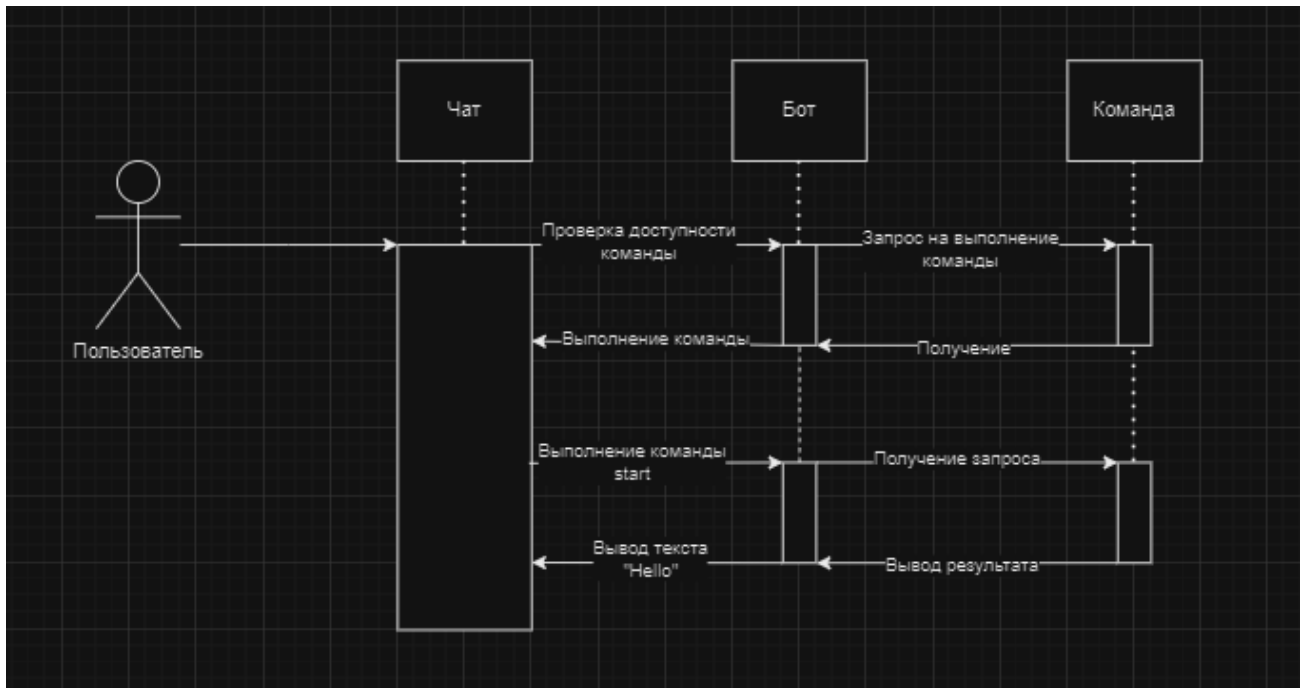 Чат
Бот
Команда
Проверка доступности
команды
Запрос на выполнение
команды
Выполнение команды
Получение
Пользователь
Выполнение команды
start
Получение запроса
Вывод текста
"Hello"
Вывод результата